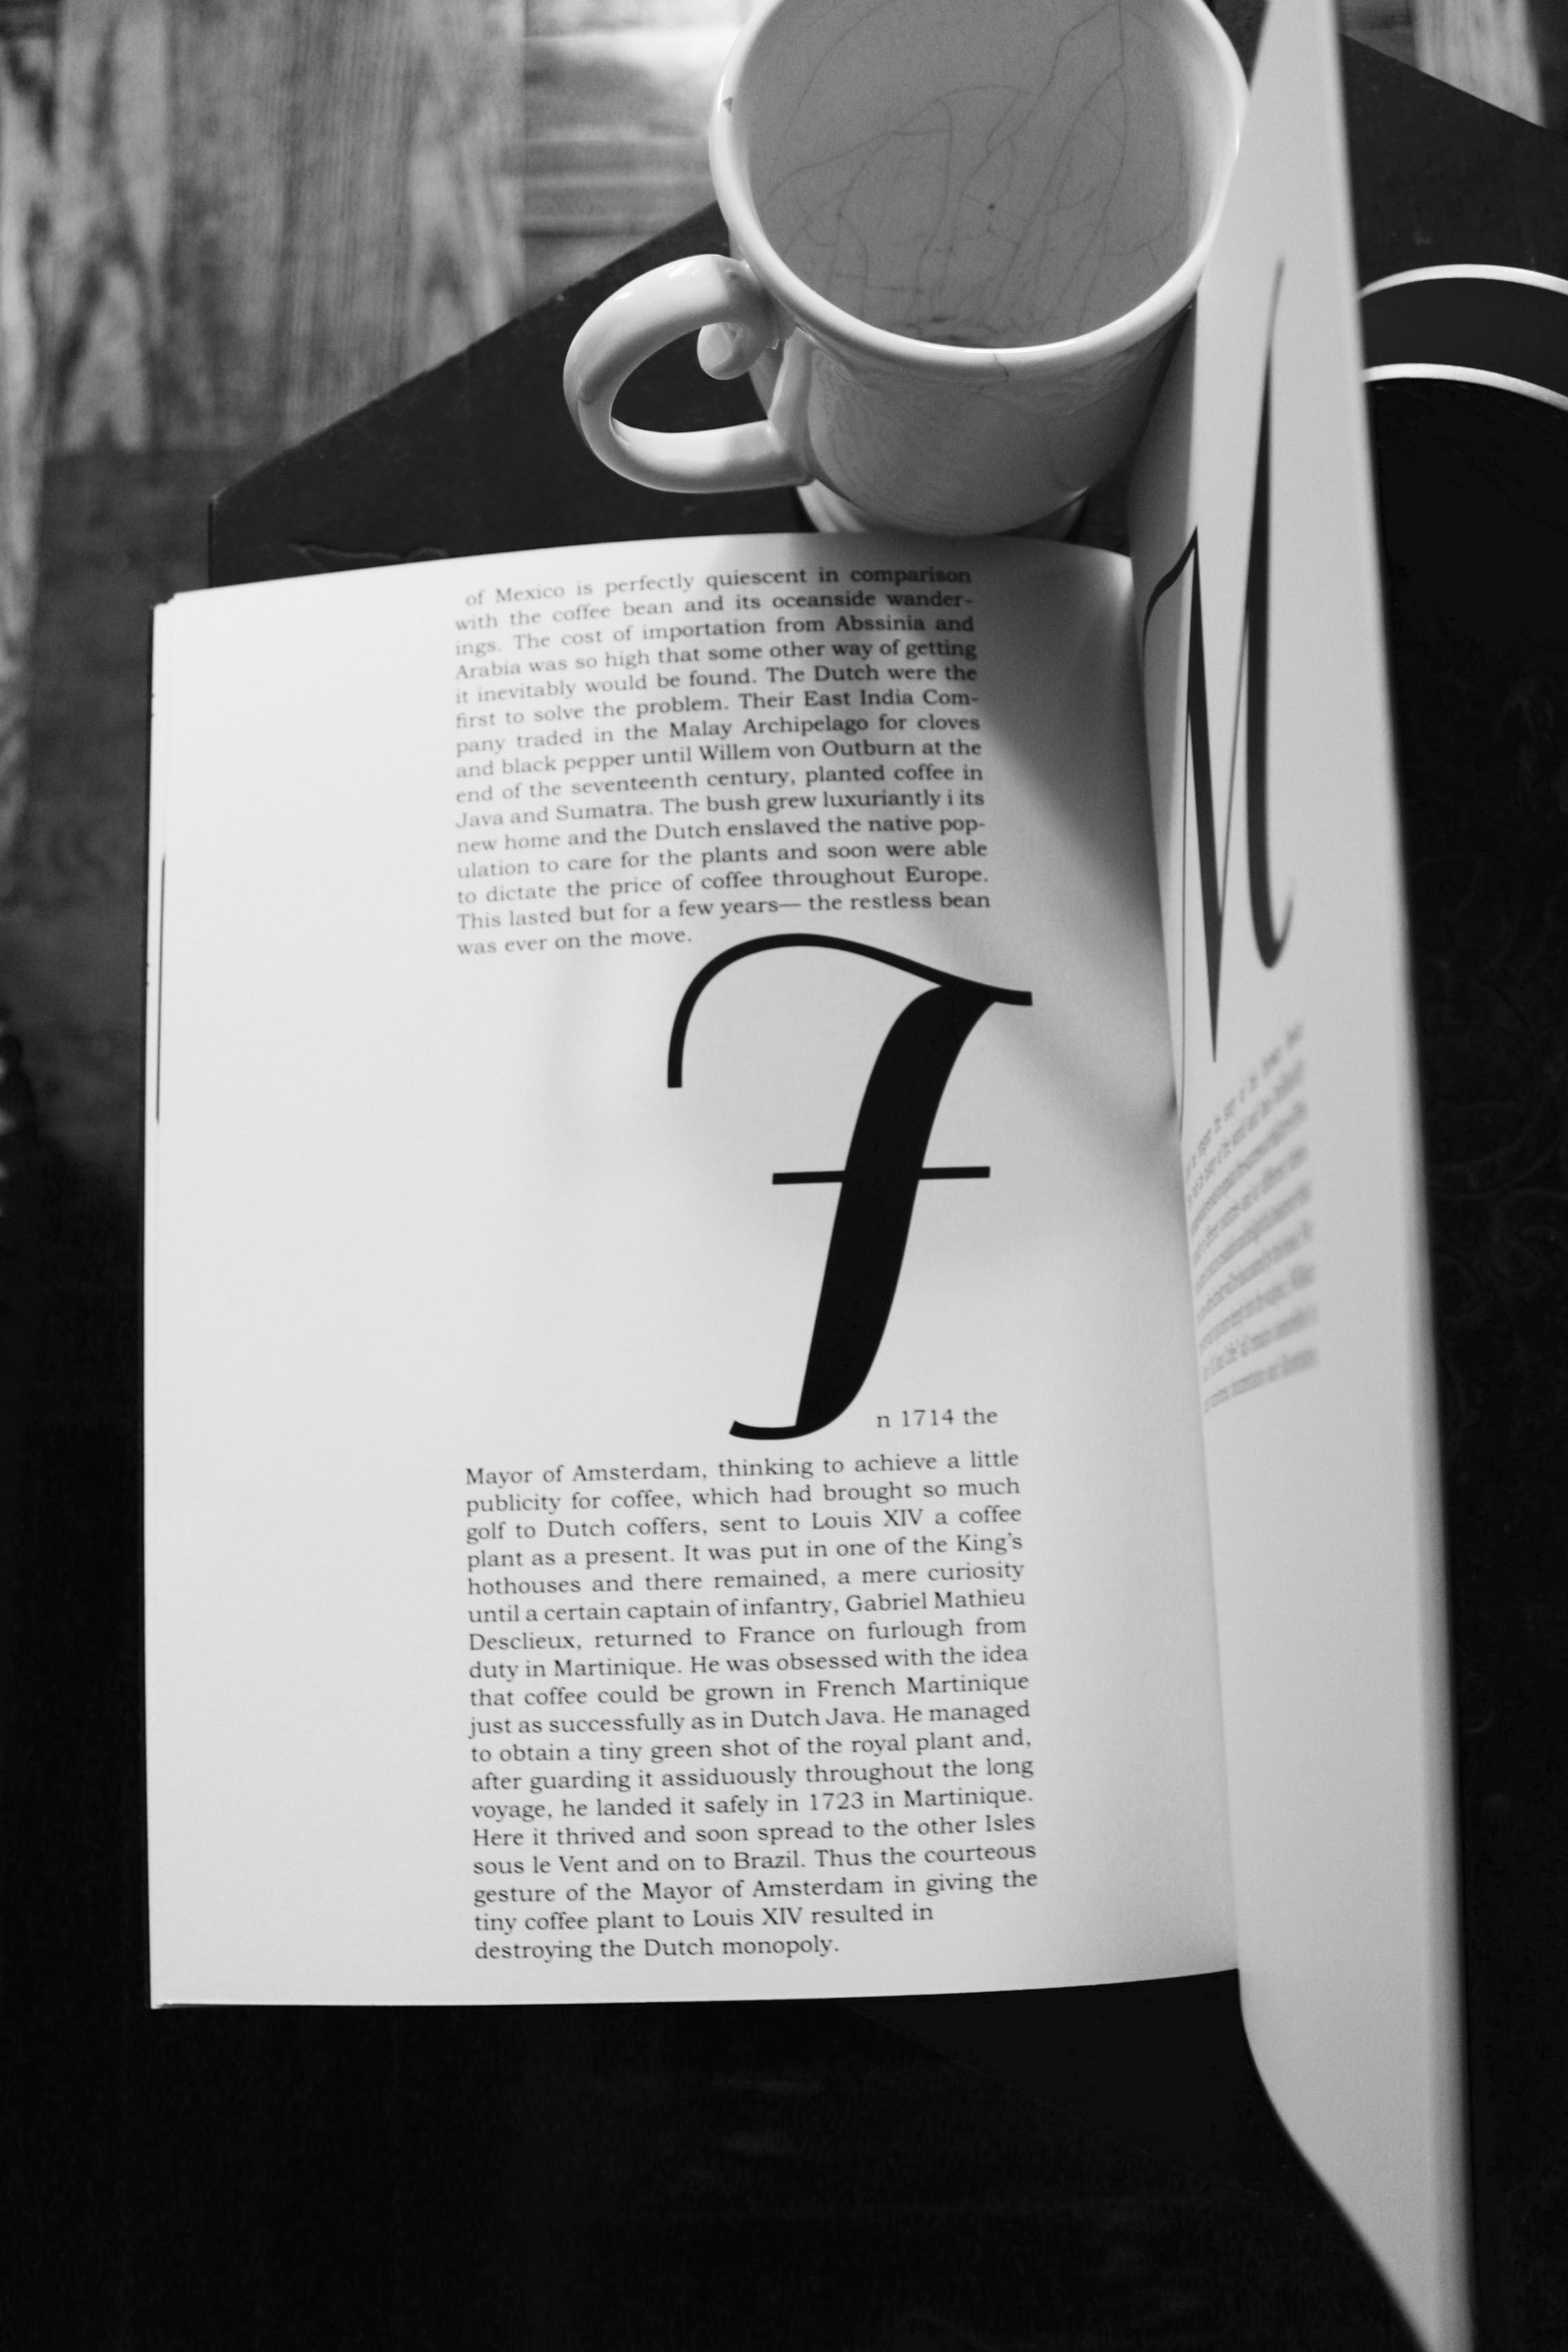 of Mexico is perfectly quiescent in comparison
with the coffee bean and its oceanside wander-
ings. The cost of importation from Abssinia and
Arabia was so high that some other way of getting
it inevitably would be found. The Dutch were the
first to solve the problem. Their East India Com-
pany traded in the Malay Archipelago for cloves
and black pepper until Willem von Outburn at the
end of the seventeenth century, planted coffee in
Java and Sumatra. The bush grew luxuriantly i its
new home and the Dutch enslaved the native pop-
ulation to care for the plants and soon were able
to dictate the price of coffee throughout Europe.
This lasted but for a few years— the restless bean
was ever on the move.
I
n 1714 the
Mayor of Amsterdam, thinking to achieve a little
publicity for coffee, which had brought so much
golf to Dutch coffers, sent to Louis XIV a coffee
plant as a present. It was put in one of the King's
hothouses and there remained, a mere curiosity
until a certain captain of infantry, Gabriel Mathieu
Desclieux, returned to France on furlough from
duty in Martinique. He was obsessed with the idea
that coffee could be grown in French Martinique
just as successfully as in Dutch Java. He managed
to obtain a tiny green shot of the royal plant and,
after guarding it assiduously throughout the long
voyage, he landed it safely in 1723 in Martinique.
Here it thrived and soon spread to the other Isles
sous le Vent and on to Brazil. Thus the courteous
gesture of the Mayor of Amsterdam in giving the
tiny coffee plant to Louis XIV resulted in
destroying the Dutch monopoly.